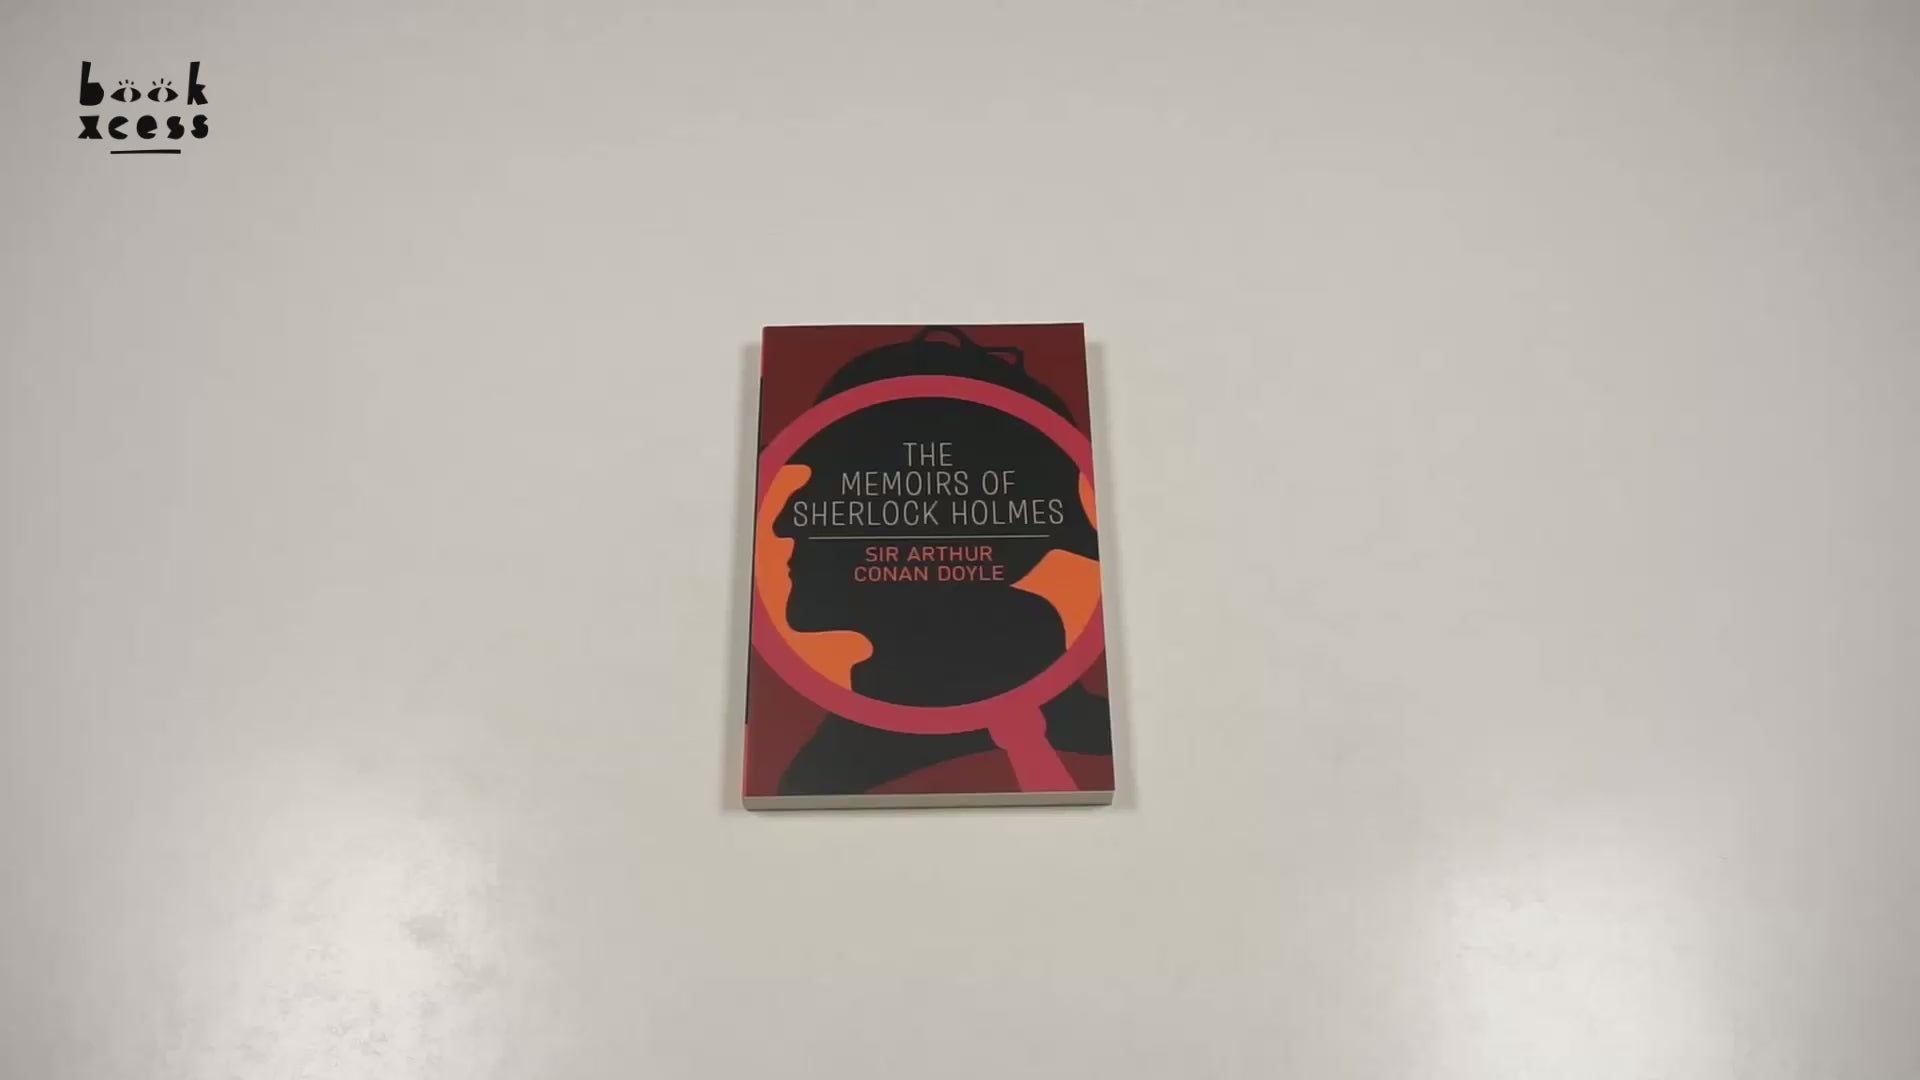 book
xcess
THE
MEMOIRS OF
SHERLOCK HOLMES
SIR ARTHUR
CONAN DOYLE